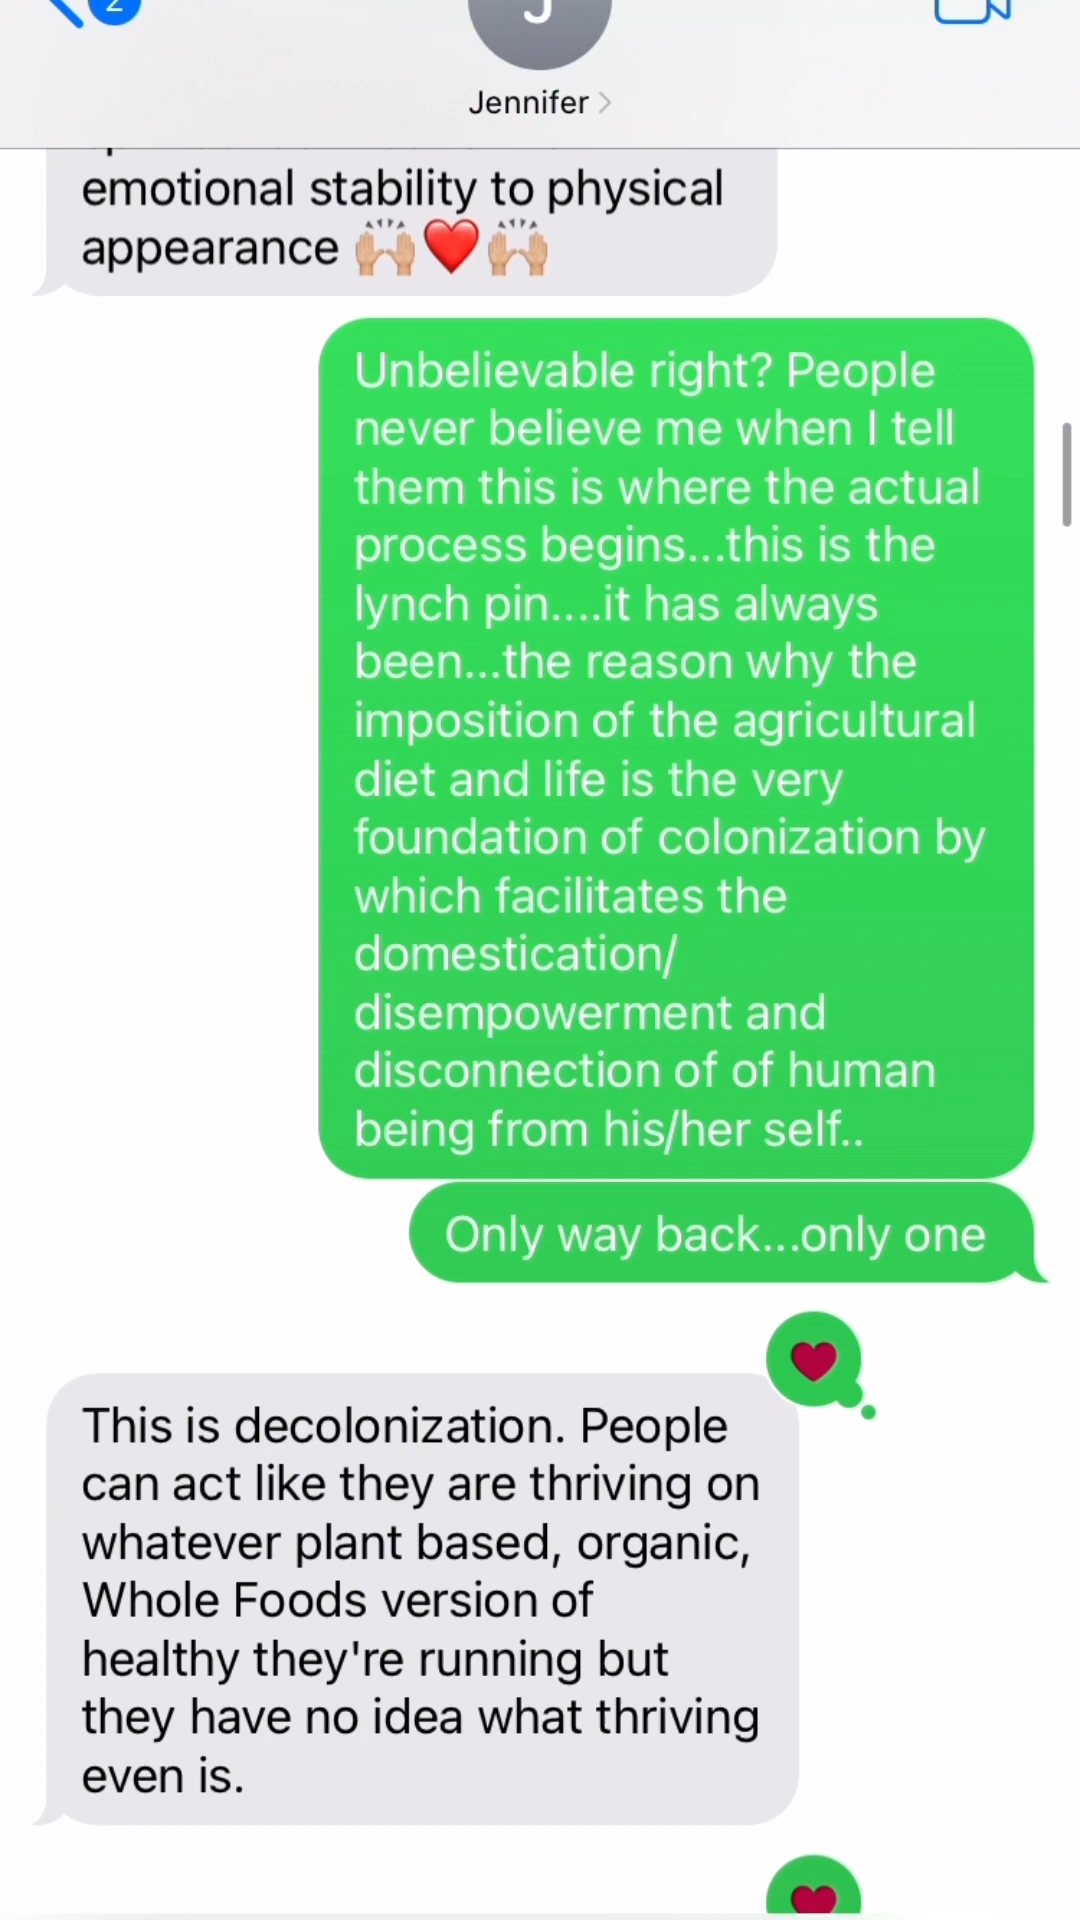 2
J
Jennifer
emotional stability to physical
appearance 🙌🏼❤️🙌🏼
Unbelievable right? People
never believe me when I tell
them this is where the actual
process begins...this is the
lynch pin....it has always
been...the reason why the
imposition of the agricultural
diet and life is the very
foundation of colonization by
which facilitates the
domestication/
disempowerment and
disconnection of of human
being from his/her self..
Only way back...only one
This is decolonization. People
can act like they are thriving on
whatever plant based, organic,
Whole Foods version of
healthy they're running but
they have no idea what thriving
even is.